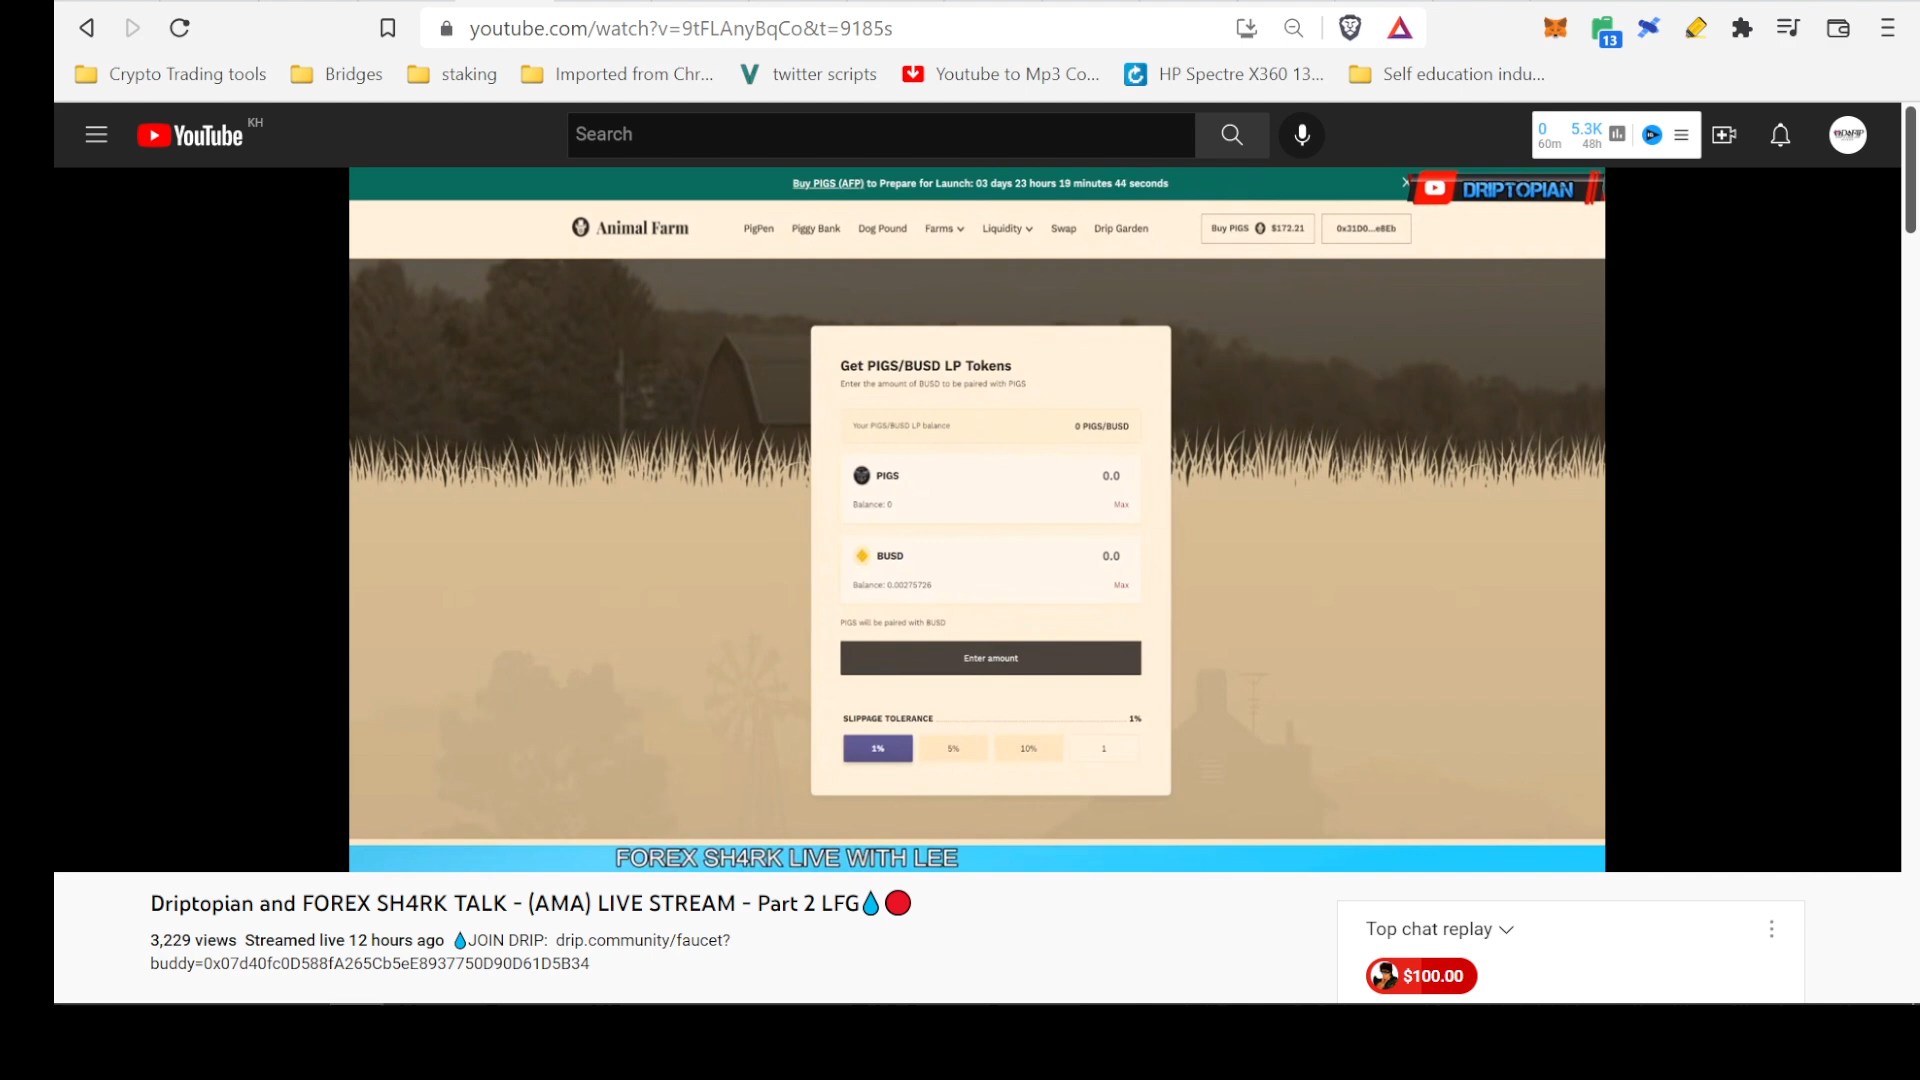 youtube.com/watch?v=9tFLAnyBqCo&t=9185s
13
Crypto Trading tools
Bridges
staking
Imported from Chr...
twitter scripts
Youtube to Mp3 Co...
HP Spectre X360 13...
Self education indu...
YouTube KH
Search
0 5.3K
60m 48h
Buy PIGS (AFP) to Prepare for Launch: 03 days 23 hours 19 minutes 44 seconds
DRIPTOPIAN
Animal Farm
PigPen
Piggy Bank
Dog Pound
Farms
Liquidity
Swap
Drip Garden
Buy PIGS $172.21
0x31D0...e8Eb
Get PIGS/BUSD LP Tokens
Enter the amount of BUSD to be paired with PIGS
Your PIGS/BUSD LP balance 0 PIGS/BUSD
PIGS 0.0
Balance: 0 Max
BUSD 0.0
Balance: 0.00275726 Max
PIGS will be paired with BUSD
Enter amount
SLIPPAGE TOLERANCE 1%
1% 5% 10% 1
FOREX SH4RK LIVE WITH LEE
Driptopian and FOREX SH4RK TALK - (AMA) LIVE STREAM - Part 2 LFG💧🔴
3,229 views Streamed live 12 hours ago 💧JOIN DRIP: drip.community/faucet?
buddy=0x07d40fc0D588fA265Cb5eE8937750D90D61D5B34
Top chat replay
$100.00